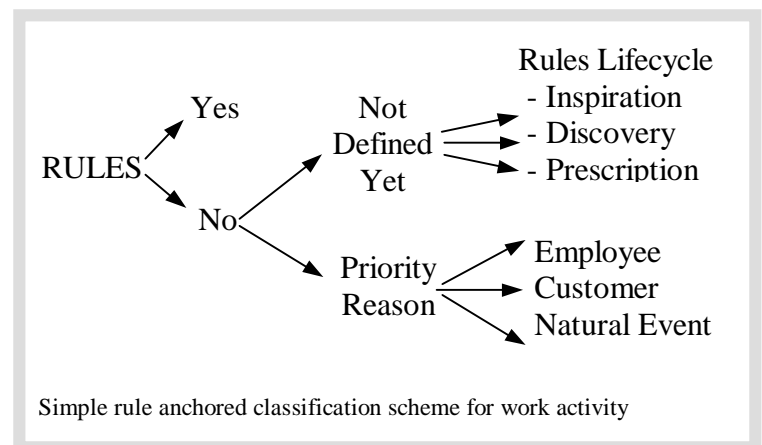 Rules Lifecycle
- Inspiration
- Discovery
- Prescription
Yes
Not
Defined
Yet
RULES
No
Priority
Reason
Employee
Customer
Natural Event
Simple rule anchored classification scheme for work activity